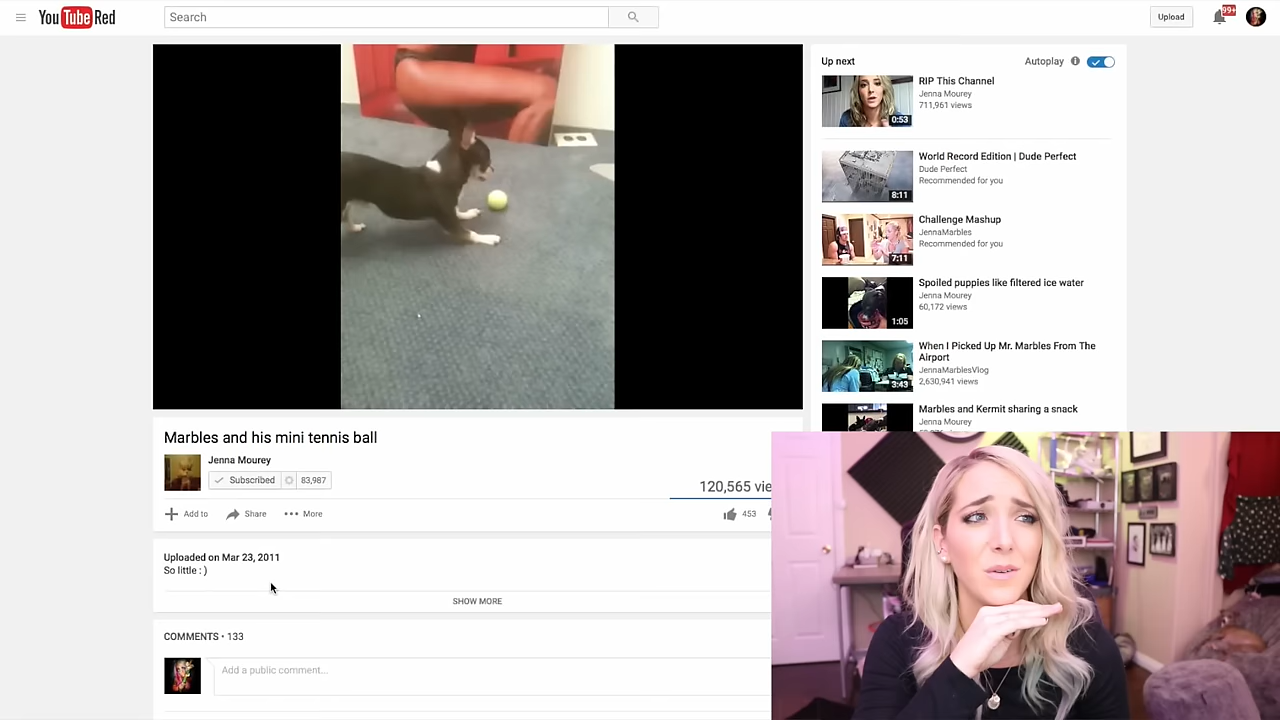 YouTube Red
Search
Upload
99+
Up next
Autoplay
RIP This Channel
Jenna Mourey
711,961 views
0:53
World Record Edition | Dude Perfect
Dude Perfect
Recommended for you
8:11
Challenge Mashup
JennaMarbles
Recommended for you
7:11
Spoiled puppies like filtered ice water
Jenna Mourey
60,172 views
1:05
When I Picked Up Mr. Marbles From The
Airport
JennaMarblesVlog
2,630,941 views
3:43
Marbles and Kermit sharing a snack
Jenna Mourey
Marbles and his mini tennis ball
Jenna Mourey
Subscribed 83,987
120,565 vie
Add to Share More
453
Uploaded on Mar 23, 2011
So little : )
SHOW MORE
COMMENTS • 133
Add a public comment...